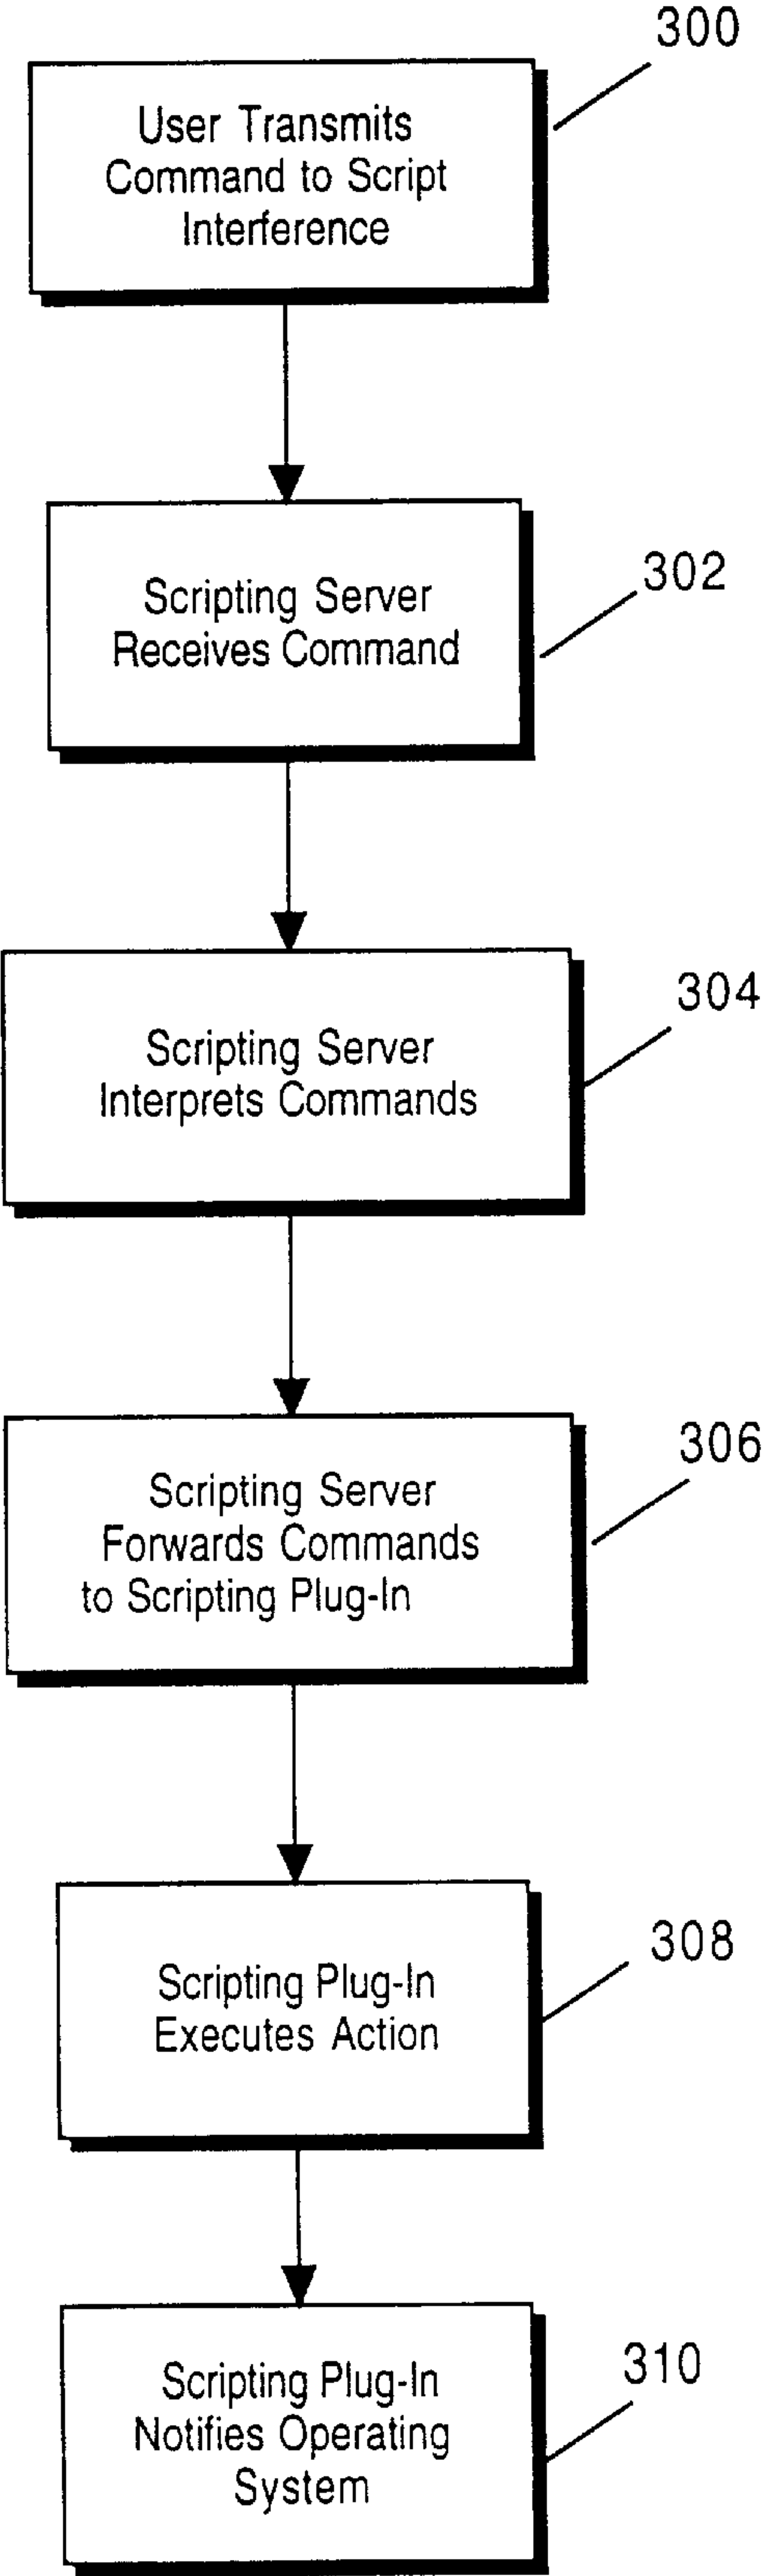 300
User Transmits
Command to Script
Interference
302
Scripting Server
Receives Command
304
Scripting Server
Interprets Commands
306
Scripting Server
Forwards Commands
to Scripting Plug-In
308
Scripting Plug-In
Executes Action
310
Scripting Plug-In
Notifies Operating
System